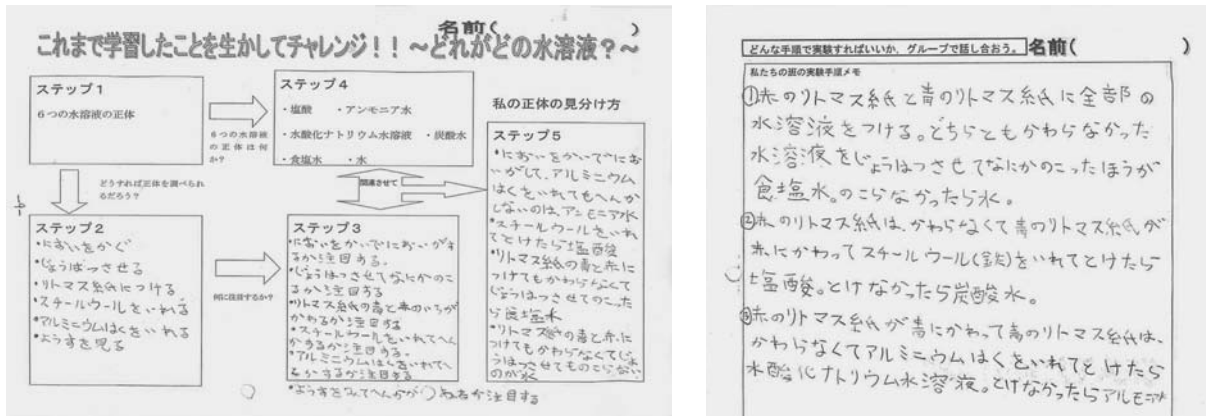 名前(　　　　)
これまで学習したことを生かしてチャレンジ！！～どれがどの水溶液？～
ステップ１
６つの水溶液の正体
６つの水溶液
の正体は何
か？
ステップ４
・塩酸　・アンモニア水
・水酸化ナトリウム水溶液　・炭酸水
・食塩水　・水
どうすれば正体を調べられ
るだろう？
関連させて
ステップ２
・においをかぐ
・じょうはつさせる
・リトマス紙につける
・スチールウールをいれる
・アルミニウムはくをいれる
・ようすを見る
何に注目するか？
ステップ３
・においをかいでにおいがす
るか注目する。
・じょうはつさせてなにかのこ
るか注目する
・リトマス紙の青と赤のいろが
かわるか注目する
・スチールウールをいれてへん
かするか注目する。
・アルミニウムはくをいれてへ
んかするか注目する
・ようすをみてへんかが
あるか注目する
私の正体の見分け方
ステップ５
・においをかいでにお
いがして、アルミニウム
はくをいれてもへんか
しないのは、アンモニア水
・スチールウールをいれ
てとけたら塩酸
・リトマス紙の青と赤に
つけてもかわらなくて
じょうはつさせてのこった
ら食塩水
・リトマス紙の青と赤に
つけてもかわらなくてじょ
うはつさせてものこらない
のが水
どんな手順で実験すればいいか、グループで話し合おう。 名前(　　　　)
私たちの班の実験手順メモ
①赤のリトマス紙と青のリトマス紙に全部の
水溶液をつける。どちらともかわらなかった
水溶液をじょうはつさせてなにかのこったほうが
食塩水。のこらなかったら水。
②赤のリトマス紙は、かわらなくて青のリトマス紙が
赤にかわってスチールウール(鉄)をいれてとけたら
塩酸。とけなかったら炭酸水。
③赤のリトマス紙が青にかわって青のリトマス紙は、
かわらなくてアルミニウムはくをいれてとけたら
水酸化ナトリウム水溶液。とけなかったらアルモニア水